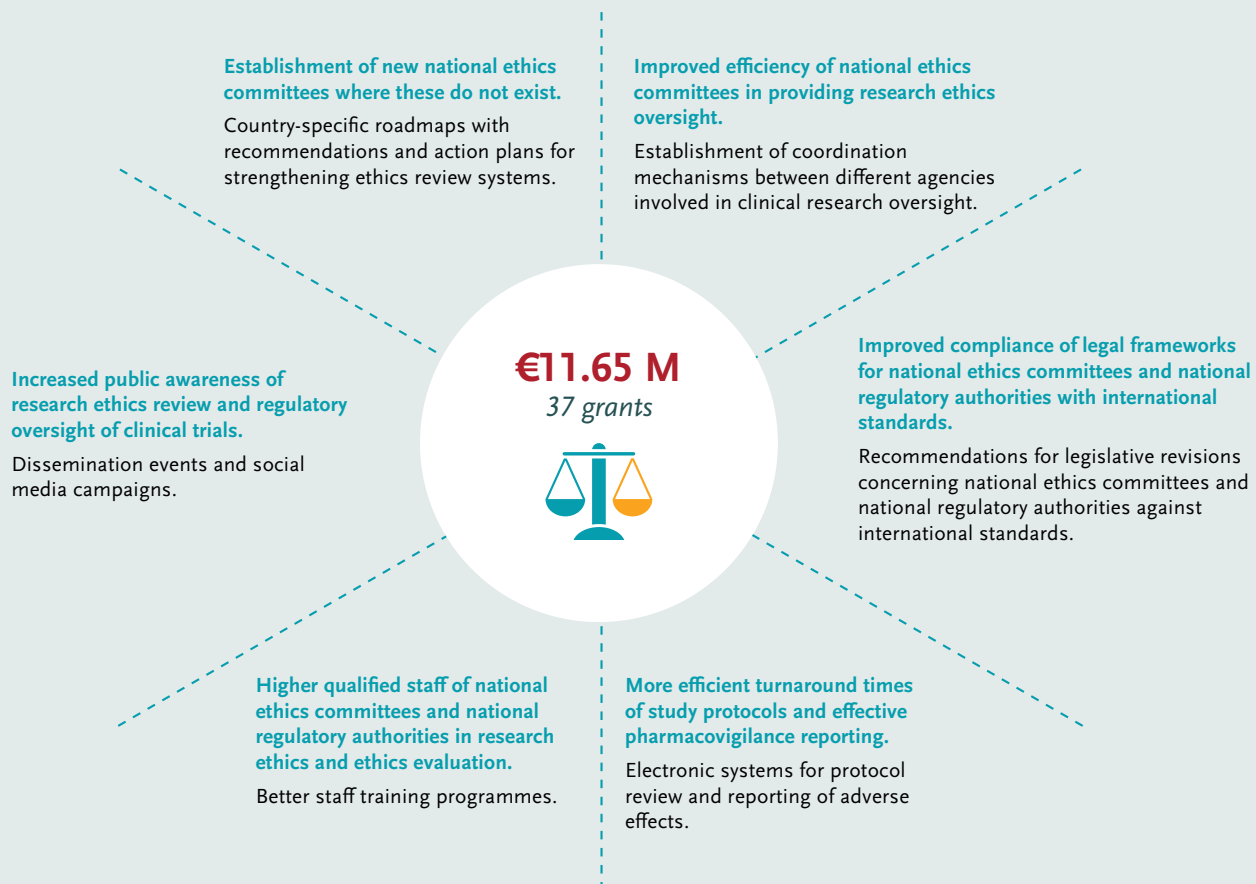 Establishment of new national ethics
committees where these do not exist.
Country-specific roadmaps with
recommendations and action plans for
strengthening ethics review systems.
Improved efficiency of national ethics
committees in providing research ethics
oversight.
Establishment of coordination
mechanisms between different agencies
involved in clinical research oversight.
Increased public awareness of
research ethics review and regulatory
oversight of clinical trials.
Dissemination events and social
media campaigns.
€11.65 M
37 grants
Improved compliance of legal frameworks
for national ethics committees and national
regulatory authorities with international
standards.
Recommendations for legislative revisions
concerning national ethics committees and
national regulatory authorities against
international standards.
Higher qualified staff of national
ethics committees and national
regulatory authorities in research
ethics and ethics evaluation.
Better staff training programmes.
More efficient turnaround times
of study protocols and effective
pharmacovigilance reporting.
Electronic systems for protocol
review and reporting of adverse
effects.